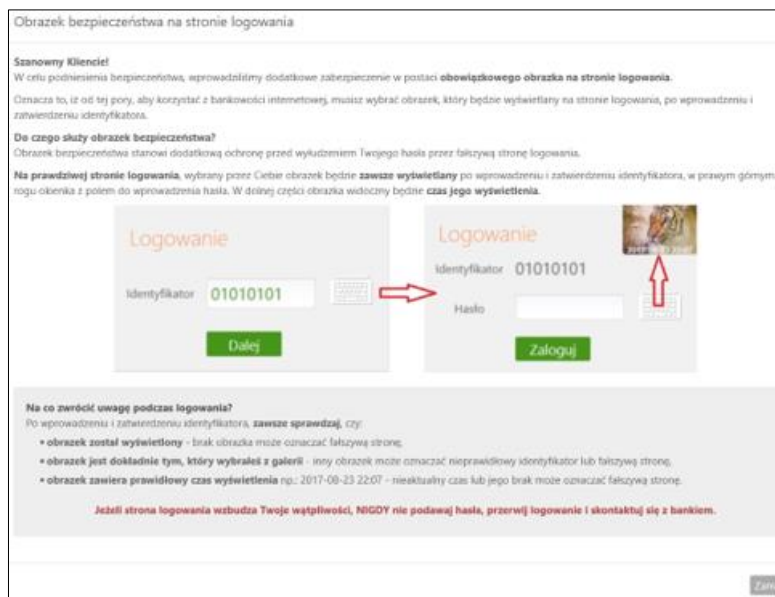 Obrazek bezpieczeństwa na stronie logowania
Szanowny Kliencie!
W celu podniesienia bezpieczeństwa, wprowadziliśmy dodatkowe zabezpieczenie w postaci obowiązkowego obrazka na stronie logowania.
Oznacza to, iż od tej pory, aby korzystać z bankowości internetowej, musisz wybrać obrazek, który będzie wyświetlany na stronie logowania, po wprowadzeniu i
zatwierdzeniu identyfikatora.
Do czego służy obrazek bezpieczeństwa?
Obrazek bezpieczeństwa stanowi dodatkową ochronę przed wyłudzeniem Twojego hasła przez fałszywą stronę logowania.
Na prawdziwej stronie logowania, wybrany przez Ciebie obrazek będzie zawsze wyświetlany po wprowadzeniu i zatwierdzeniu identyfikatora, w prawym górnym
rogu okienka z polem do wprowadzenia hasła. W dolnej części obrazka widoczny będzie czas jego wyświetlenia.
Logowanie
Identyfikator 01010101
Dalej
Logowanie
Identyfikator 01010101
Hasło
Zaloguj
Na co zwrócić uwagę podczas logowania?
Po wprowadzeniu i zatwierdzeniu identyfikatora, zawsze sprawdzaj, czy:
• obrazek został wyświetlony - brak obrazka może oznaczać fałszywą stronę,
• obrazek jest dokładnie tym, który wybrałeś z galerii - inny obrazek może oznaczać nieprawidłowy identyfikator lub fałszywą stronę,
• obrazek zawiera prawidłowy czas wyświetlenia np.: 2017-08-23 22:07 - nieaktualny czas lub jego brak może oznaczać fałszywą stronę.
Jeżeli strona logowania wzbudza Twoje wątpliwości, NIGDY nie podawaj hasła, przerwij logowanie i skontaktuj się z bankiem.